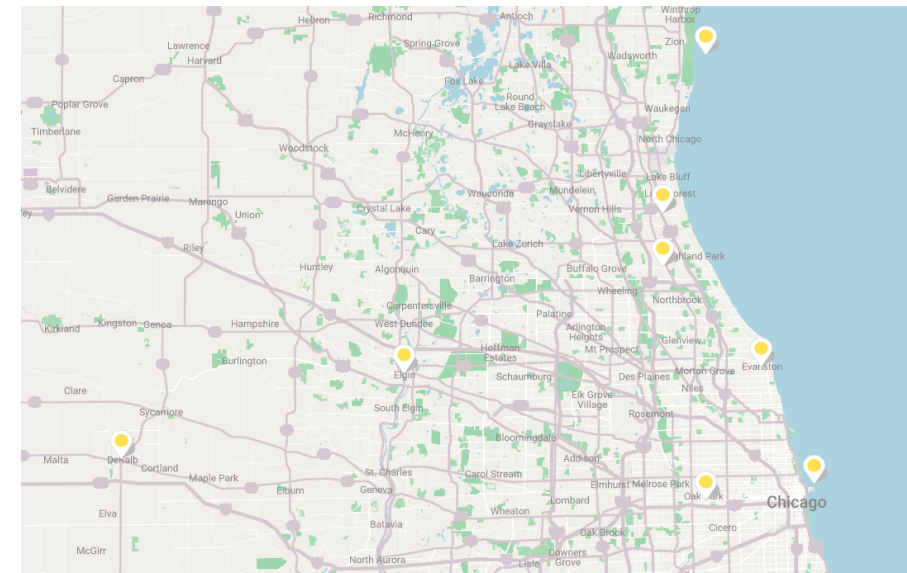 Winthrop
Harbor
Hebron
Richmond
Antioch
Spring Grove
Zion
Lawrence
Harvard
Wadsworth
Lake Villa
Capron
Fox Lake
Poplar Grove
Round
Lake Beach
Waukegan
Timberlane
Grayslake
McHenry
North Chicago
Woodstock
Libertyville
Lake Bluff
Belvidere
Mundelein
Garden Prairie
Marengo
Wauconda
Crystal Lake
Vernon Hills
Union
Cary
Lake Zurich
Riley
ghland Park
Huntley
Algonquin
Barrington
Buffalo Grove
Wheeling
Northbrook
Carpentersville
Palatine
Kirkland
Kingston
Genoa
Hampshire
West Dundee
Arlington
Heights
Glenview
Hoffman
Estates
Mt Prospect
Burlington
Elgin
Schaumburg
Des Plaines
Morton Grove
Evanston
Niles
Clare
Elk Grove
Village
Sycamore
South Elgin
Rosemont
Bloomingdale
Malta
DeKalb
Cortland
Addison
Maple Park
St. Charles
Carol Stream
Elmhurst
Melrose Park
Elburn
Geneva
Lombard
Oak Park
Chicago
Elva
Wheaton
Batavia
Cicero
Oak Brook
McGirr
North Aurora
Downers
Grove
Lisle